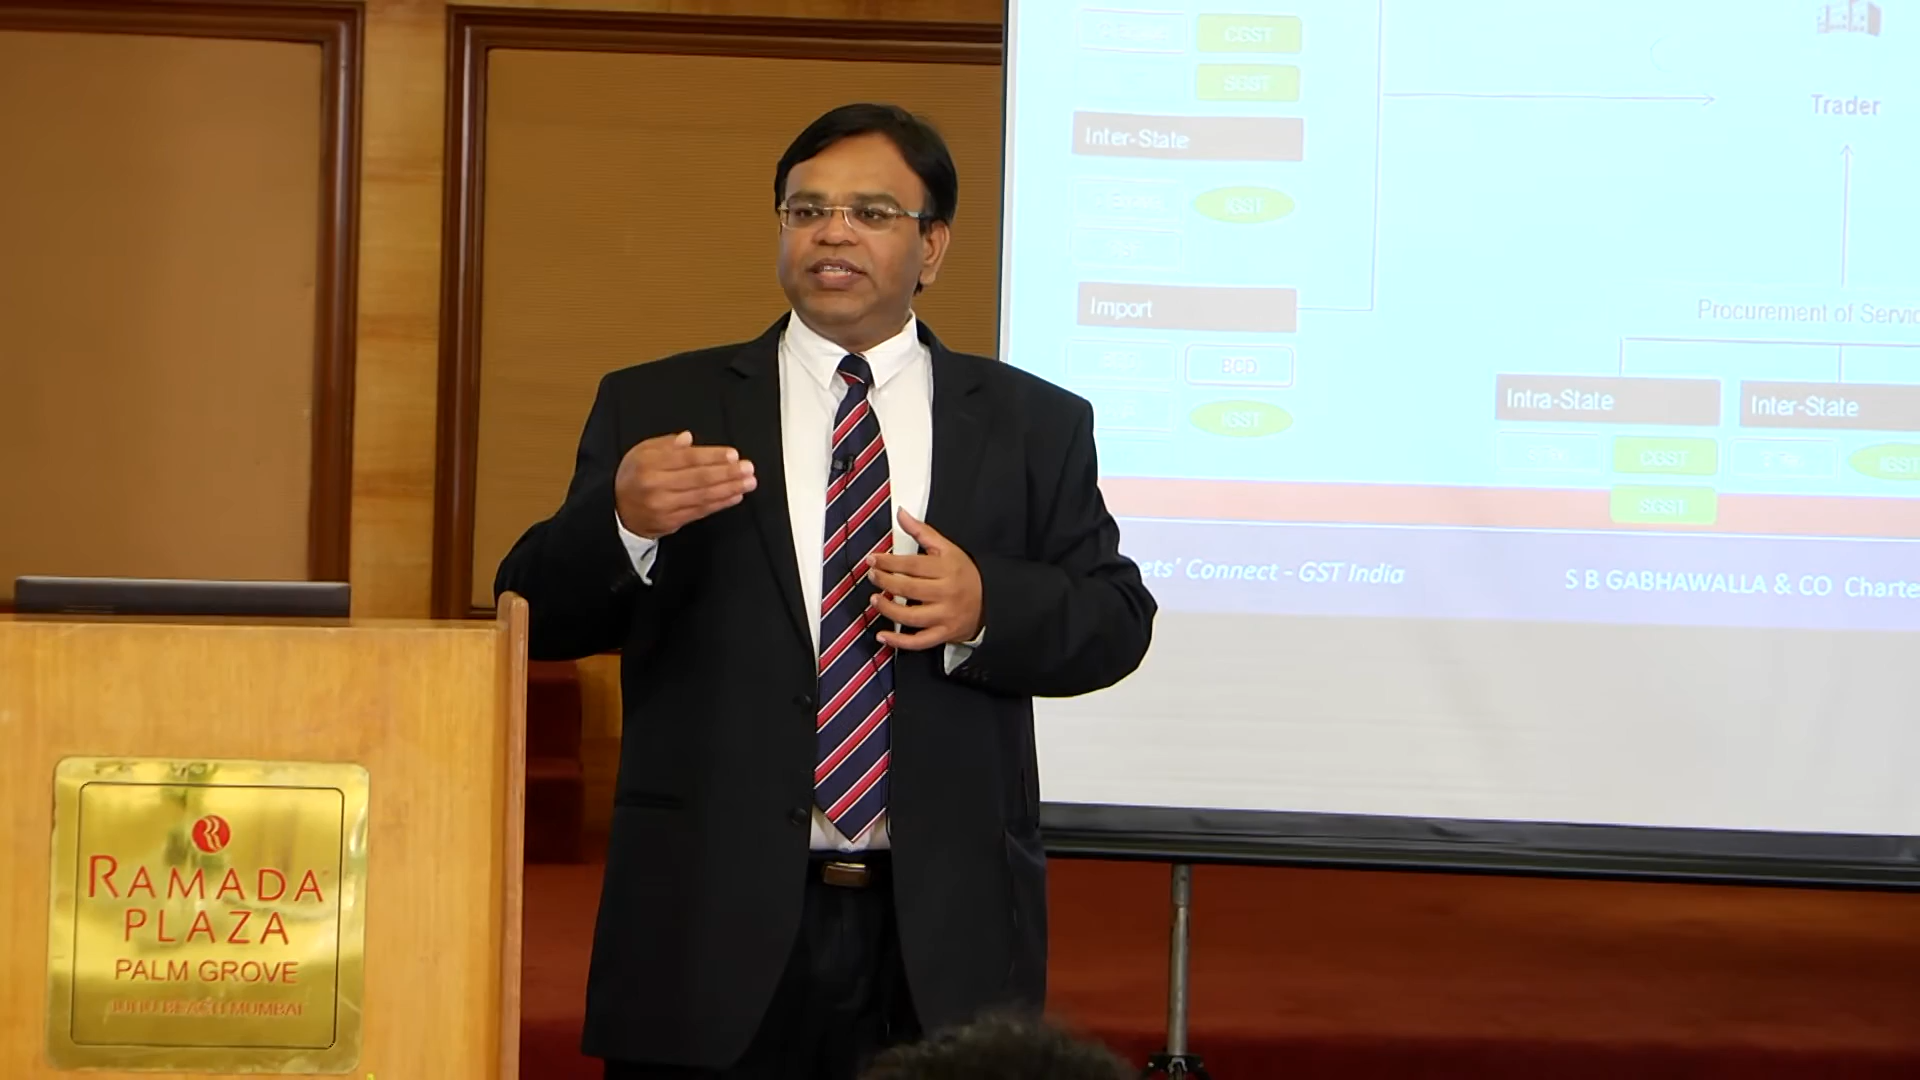 CGST
SGST
Trader
Inter-State
IGST
Import
Procurement of Servic
BCD
Intra-State
Inter-State
IGST
CGST
IGST
SGST
ets' Connect - GST India
S B GABHAWALLA & CO Charte
RAMADA
PLAZA
PALM GROVE
JUHU BEACH MUMBAI